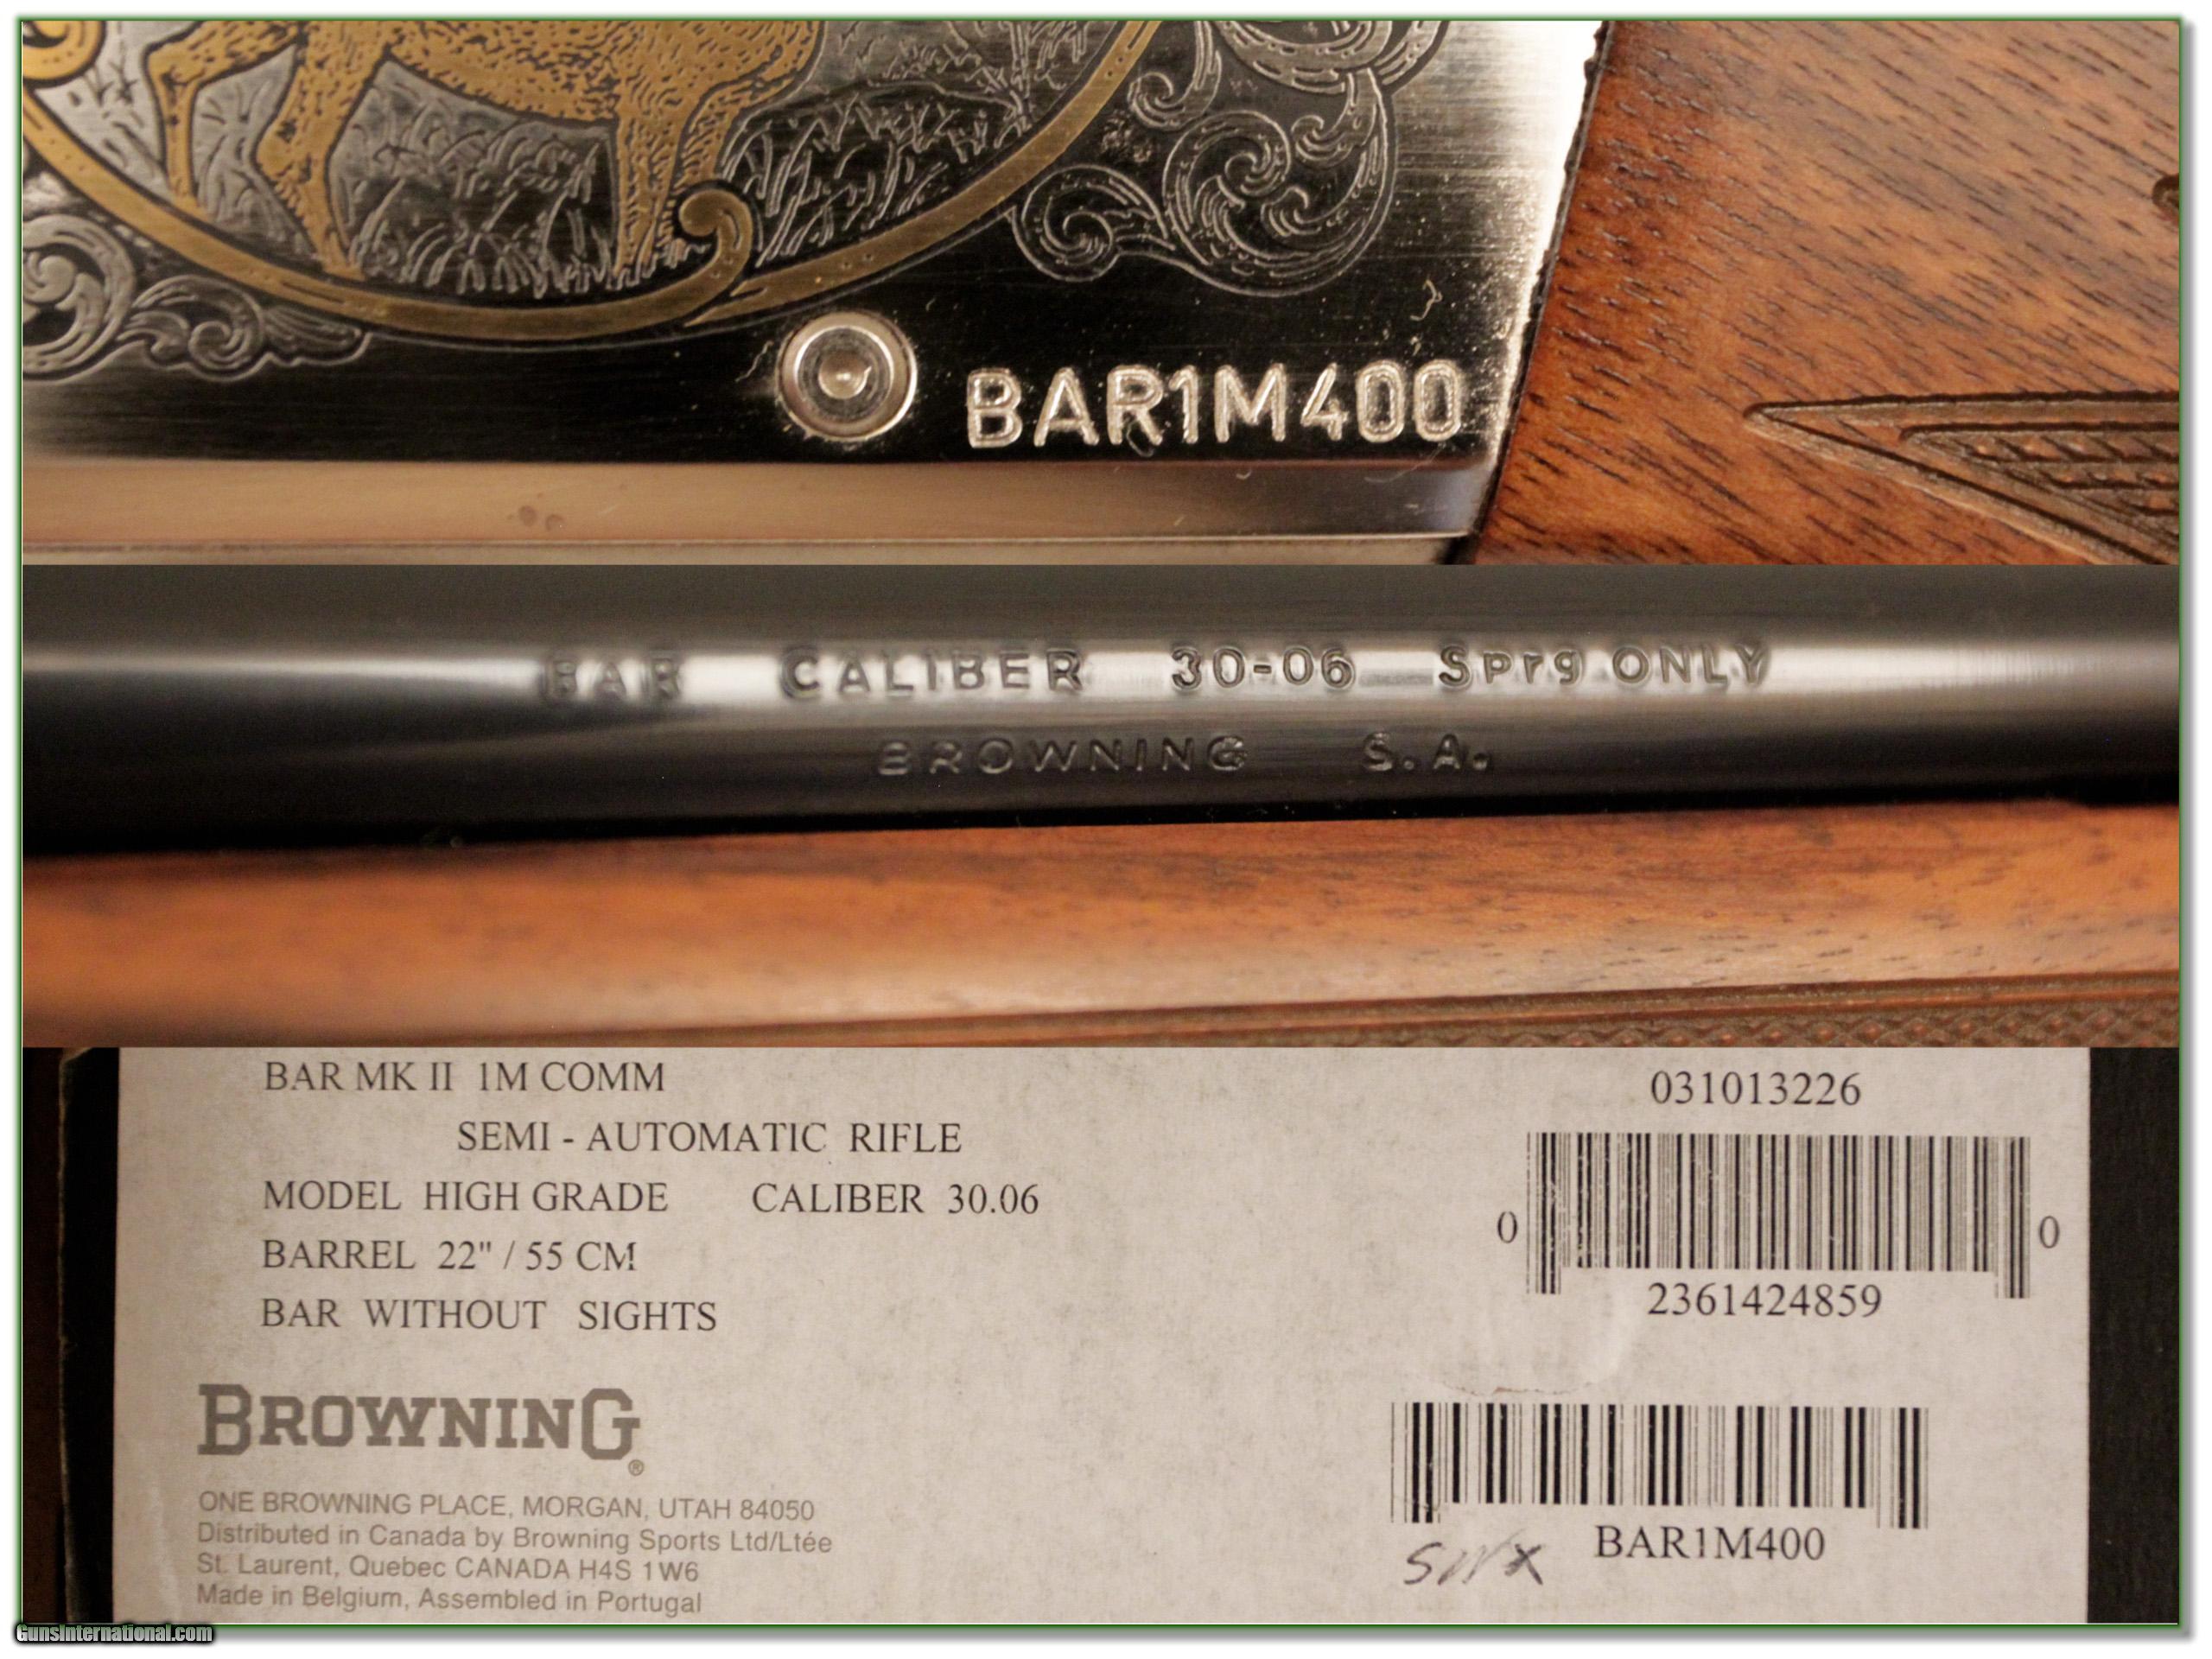 BAR1M400
BAR CALIBER 30-06 Sprg ONLY
BROWNING S.A.
BAR MK II 1M COMM
SEMI - AUTOMATIC RIFLE
MODEL HIGH GRADE CALIBER 30.06
BARREL 22" / 55 CM
BAR WITHOUT SIGHTS
BROWNING®
ONE BROWNING PLACE, MORGAN, UTAH 84050
Distributed in Canada by Browning Sports Ltd/Ltée
St. Laurent, Quebec CANADA H4S 1W6
Made in Belgium, Assembled in Portugal
031013226
0 0
2361424859
BAR1M400
GunsInternational.com